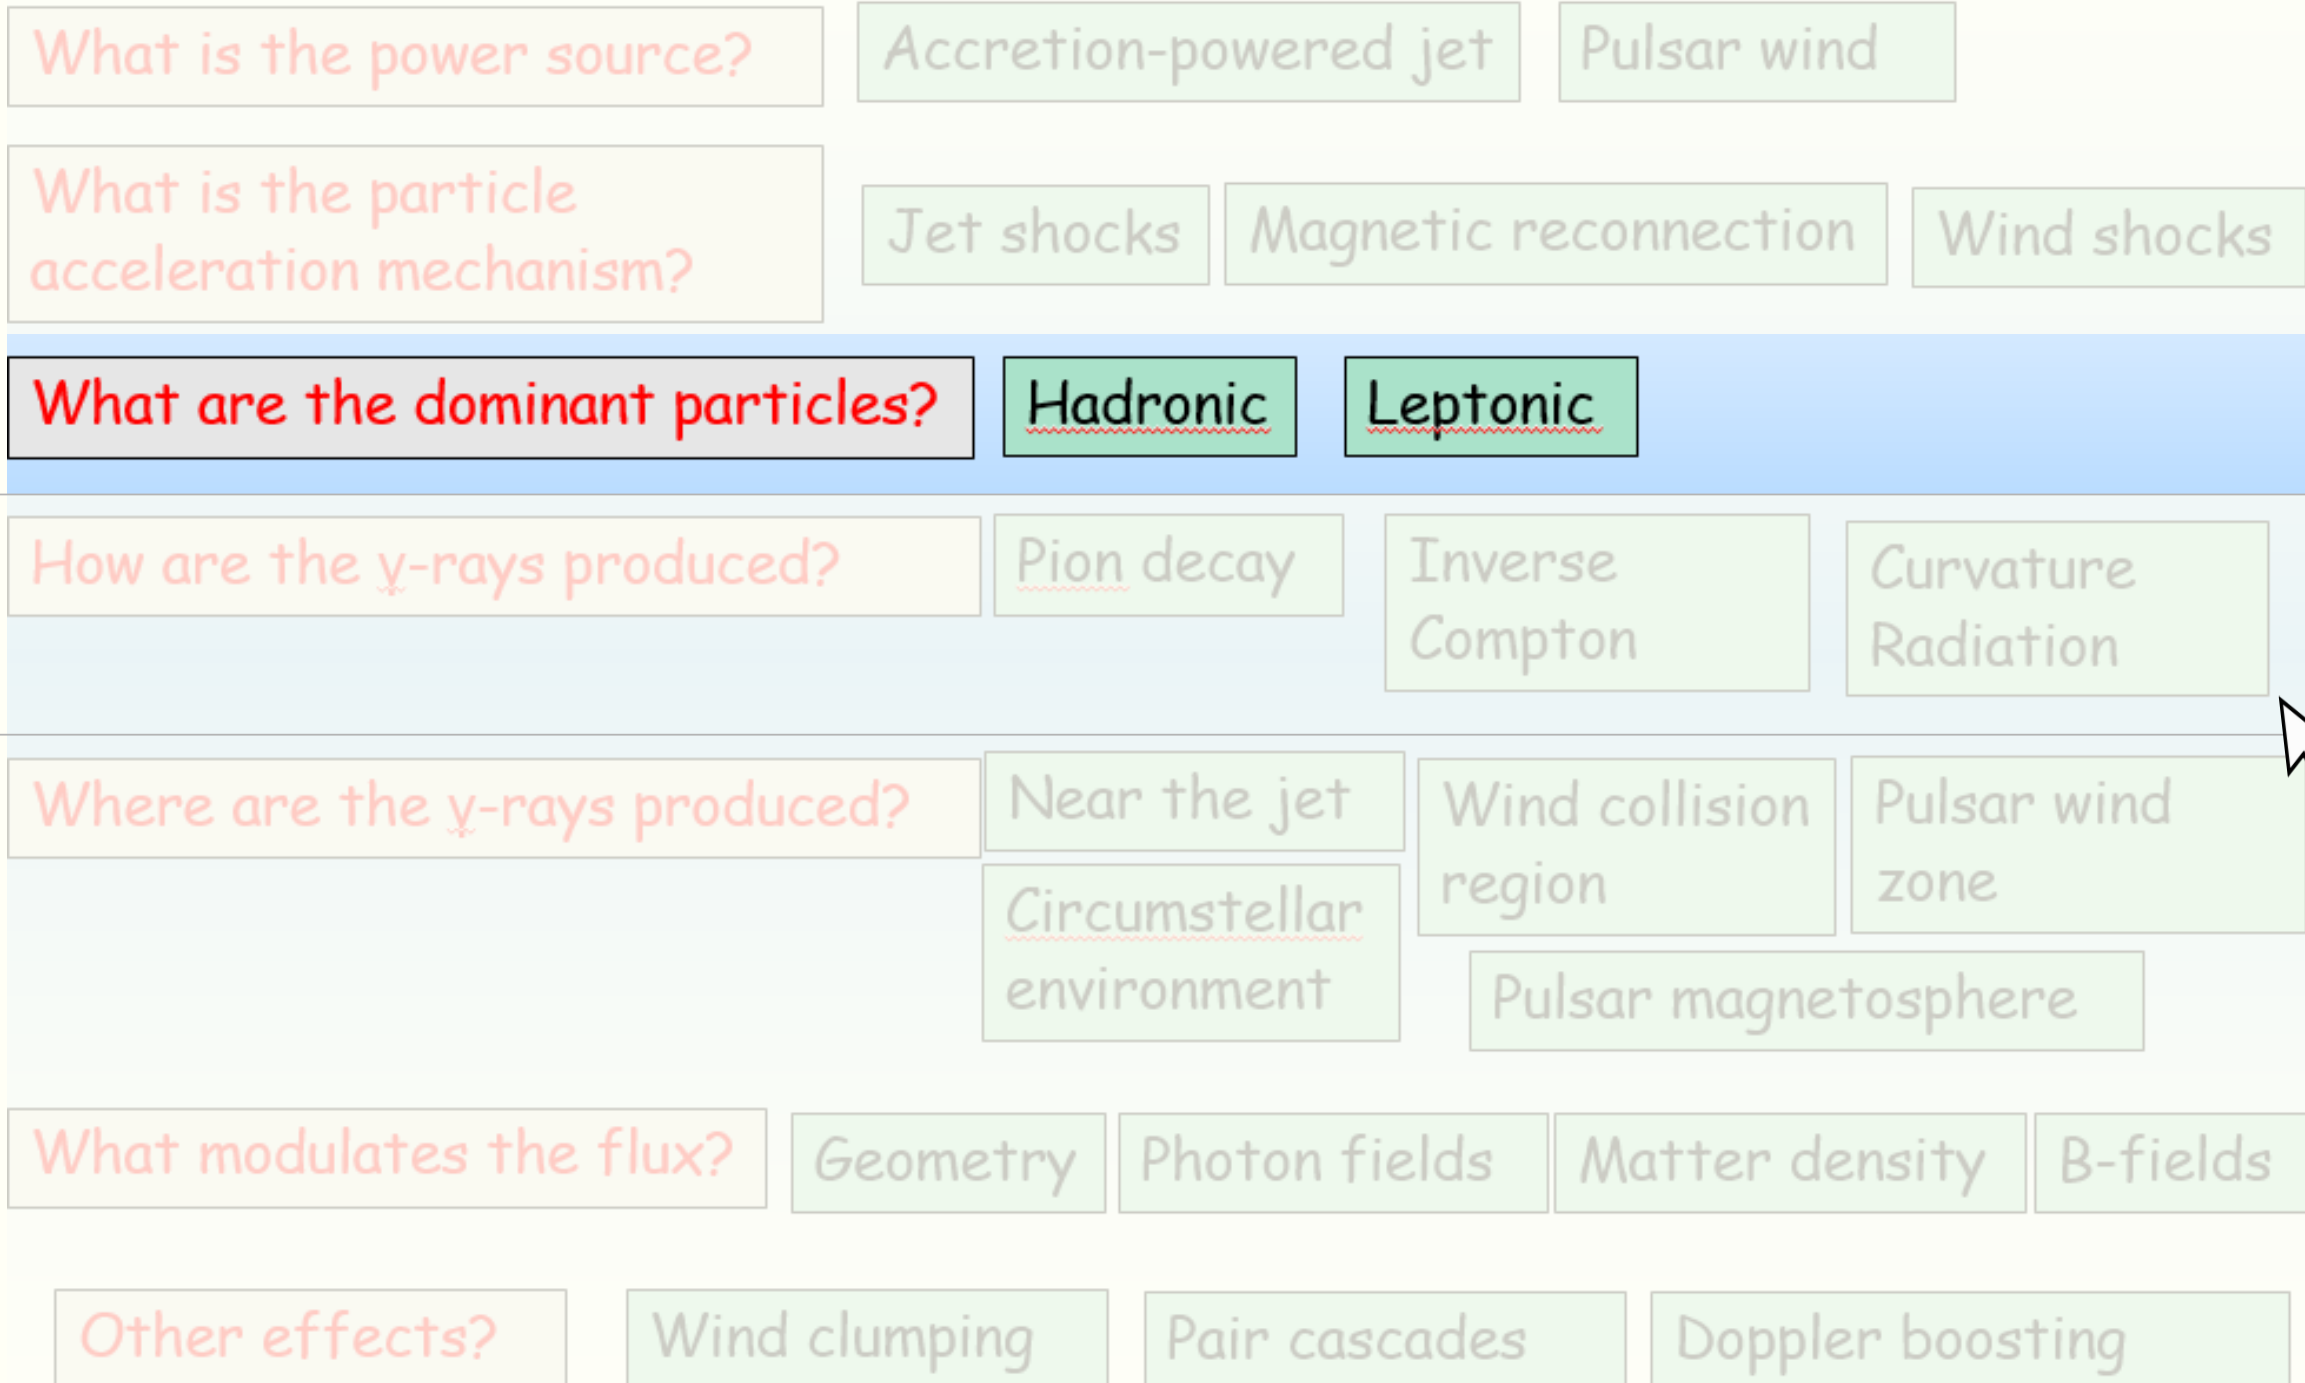 What is the power source?
Accretion-powered jet
Pulsar wind
What is the particle
acceleration mechanism?
Jet shocks
Magnetic reconnection
Wind shocks
What are the dominant particles?
Hadronic
Leptonic
How are the γ-rays produced?
Pion decay
Inverse
Compton
Curvature
Radiation
Where are the γ-rays produced?
Near the jet
Wind collision
region
Pulsar wind
zone
Circumstellar
environment
Pulsar magnetosphere
What modulates the flux?
Geometry
Photon fields
Matter density
B-fields
Other effects?
Wind clumping
Pair cascades
Doppler boosting